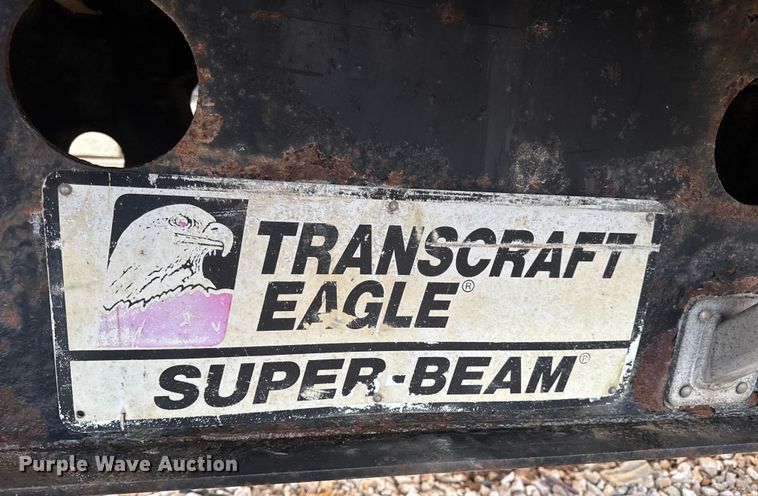 TRANSCRAFT
EAGLE®
SUPER-BEAM®
Purple Wave Auction